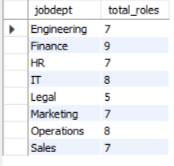 jobdept total_roles
Engineering 7
Finance 9
HR 7
IT 8
Legal 5
Marketing 7
Operations 8
Sales 7